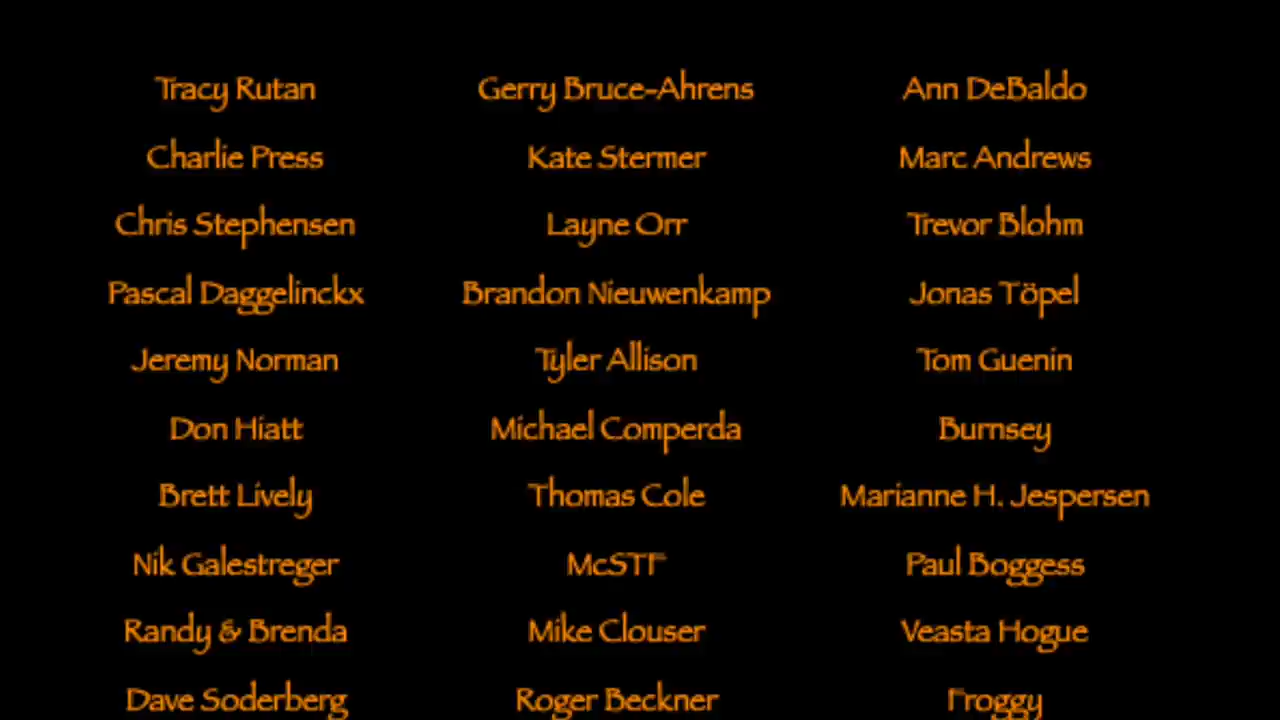 Tracy Rutan Gerry Bruce-Ahrens Ann DeBaldo
Charlie Press Kate Stermer Marc Andrews
Chris Stephensen Layne Orr Trevor Blohm
Pascal Daggelinckx Brandon Nieuwenkamp Jonas Töpel
Jeremy Norman Tyler Allison Tom Guenin
Don Hiatt Michael Comperda Burnsey
Brett Lively Thomas Cole Marianne H. Jespersen
Nik Galestreger McSTF Paul Boggess
Randy & Brenda Mike Clouser Veasta Hogue
Dave Soderberg Roger Beckner Froggy